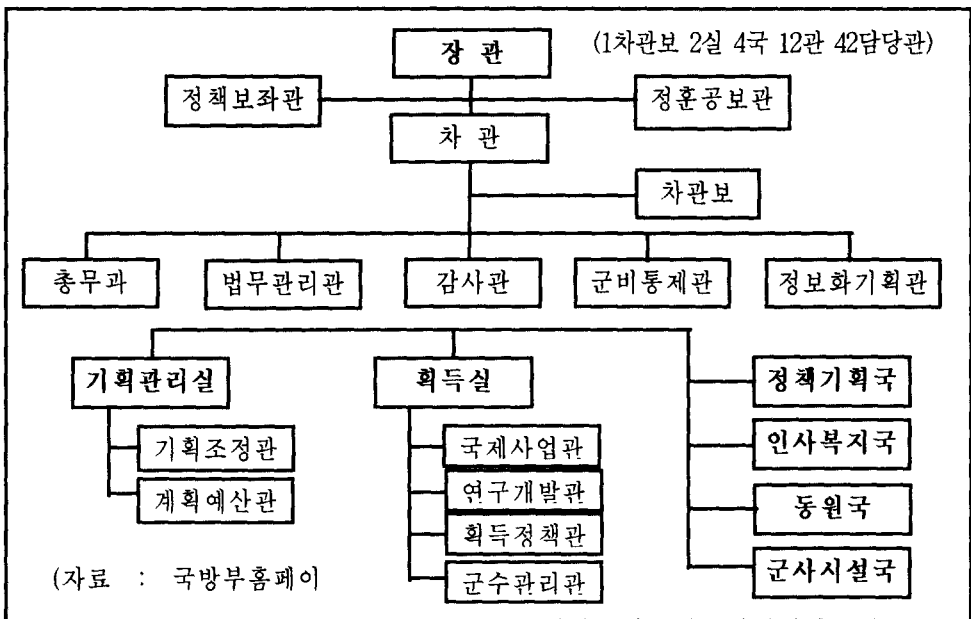 장 관
(1차관보 2실 4국 12관 42담당관)
정책보좌관
정훈공보관
차 관
차관보
총무과
법무관리관
감사관
군비통제관
정보화기획관
기획관리실
획득실
정책기획국
기획조정관
국제사업관
인사복지국
계획예산관
연구개발관
동원국
획득정책관
(자료 : 국방부홈페이
군수관리관
군사시설국